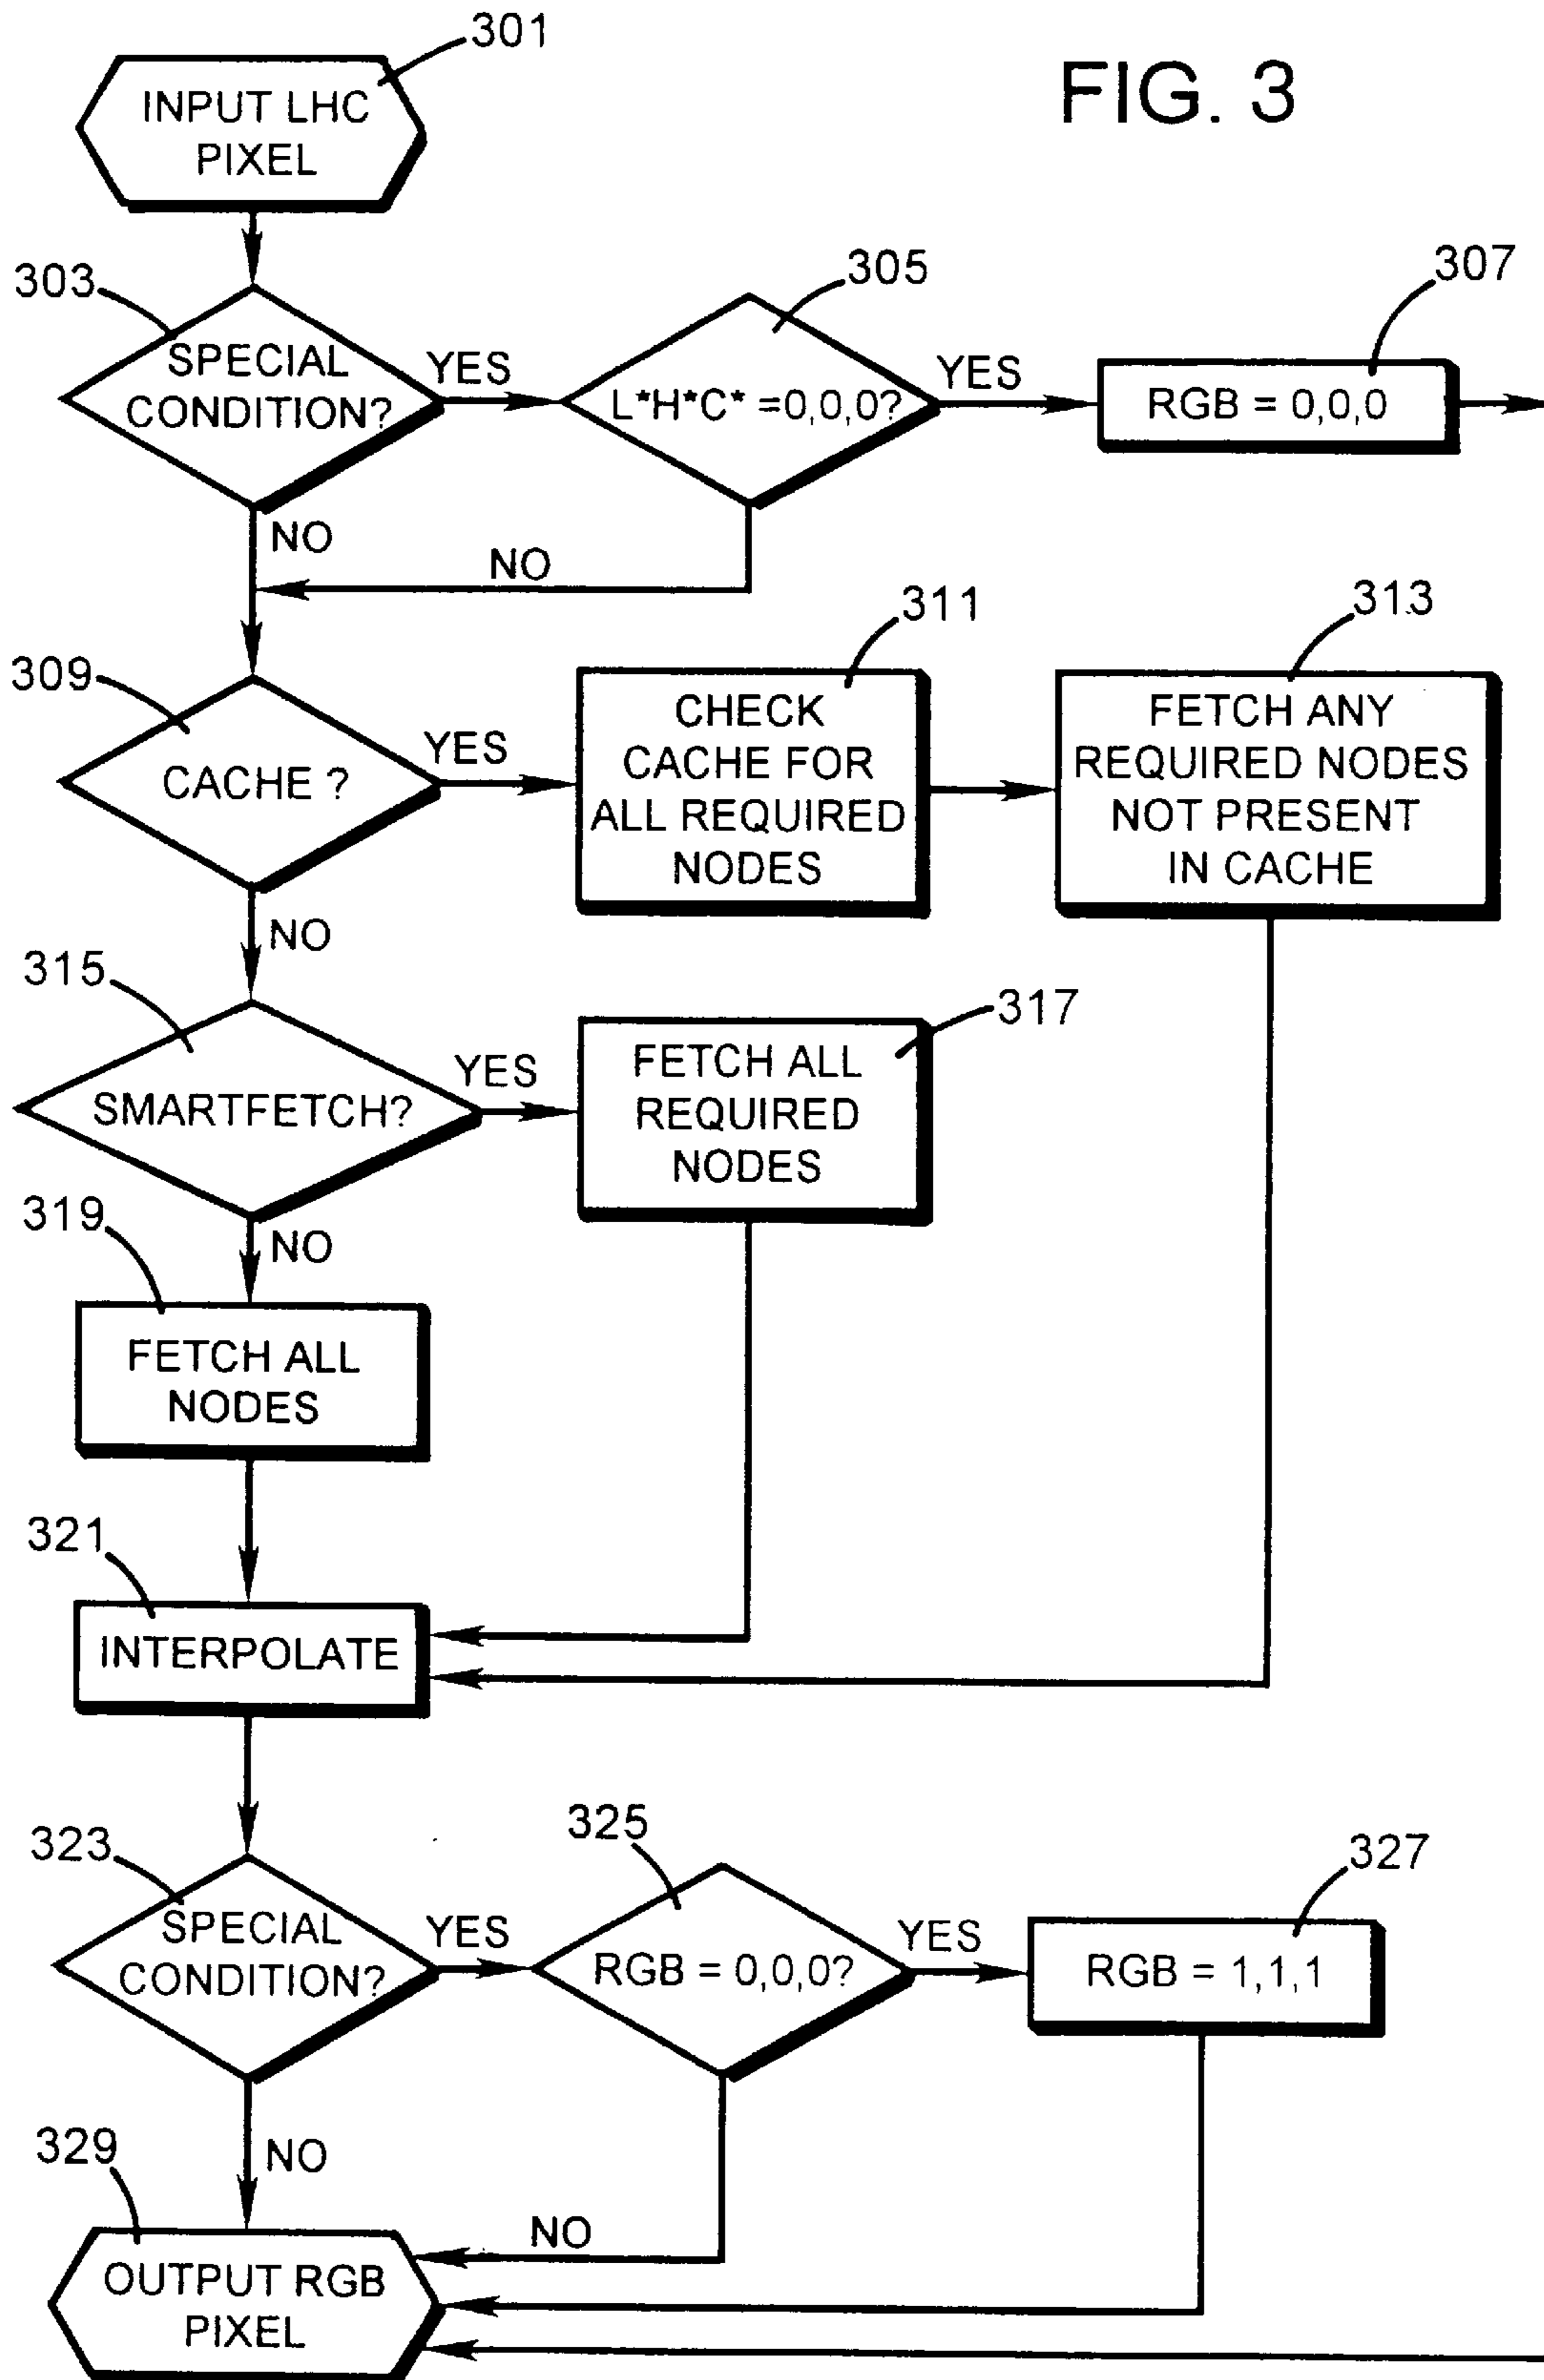 301
FIG. 3
INPUT LHC
PIXEL
303
305
307
SPECIAL
CONDITION?
YES
L*H*C* =0,0,0?
YES
RGB = 0,0,0
NO
NO
309
311
313
CACHE ?
YES
CHECK
CACHE FOR
ALL REQUIRED
NODES
FETCH ANY
REQUIRED NODES
NOT PRESENT
IN CACHE
NO
315
317
SMARTFETCH?
YES
FETCH ALL
REQUIRED
NODES
319
NO
FETCH ALL
NODES
321
INTERPOLATE
323
325
327
SPECIAL
CONDITION?
YES
RGB = 0,0,0?
YES
RGB = 1,1,1
329
NO
NO
OUTPUT RGB
PIXEL